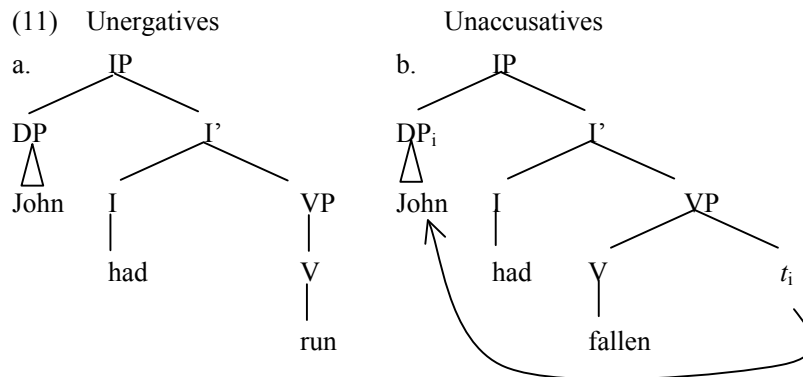 (11) Unergatives Unaccusatives
a. IP b. IP
DP I’ DPi I’
John I VP John I VP
had V had V ti
run fallen